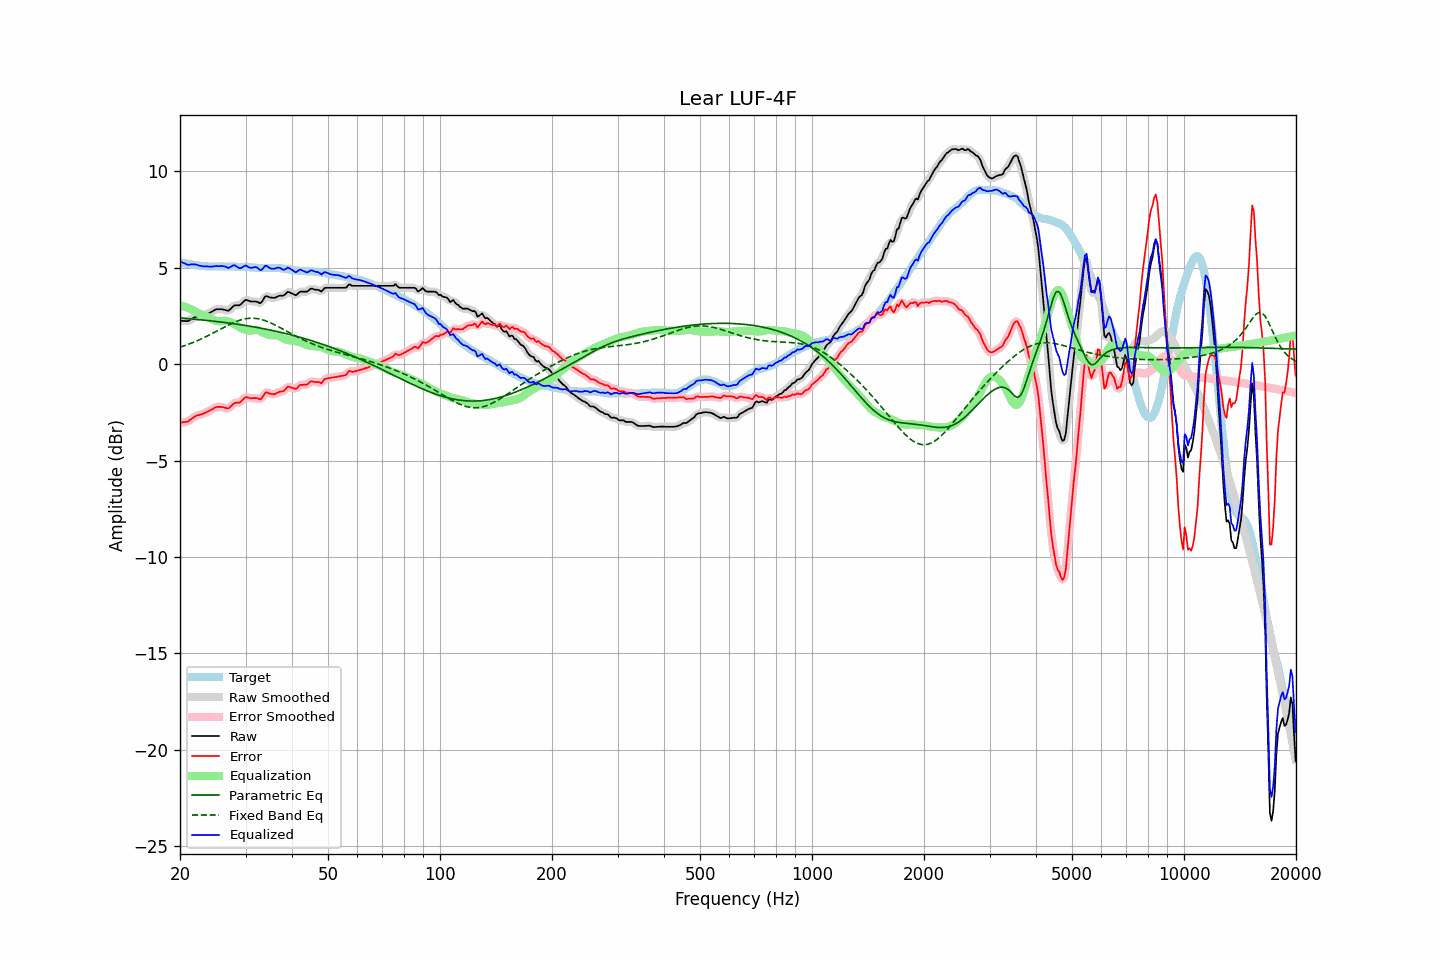 Lear LUF-4F
Amplitude (dBr)
10
5
0
−5
−10
−15
−20
−25
Target
Raw Smoothed
Error Smoothed
Raw
Error
Equalization
Parametric Eq
Fixed Band Eq
Equalized
20 50 100 200 500 1000 2000 5000 10000 20000
Frequency (Hz)